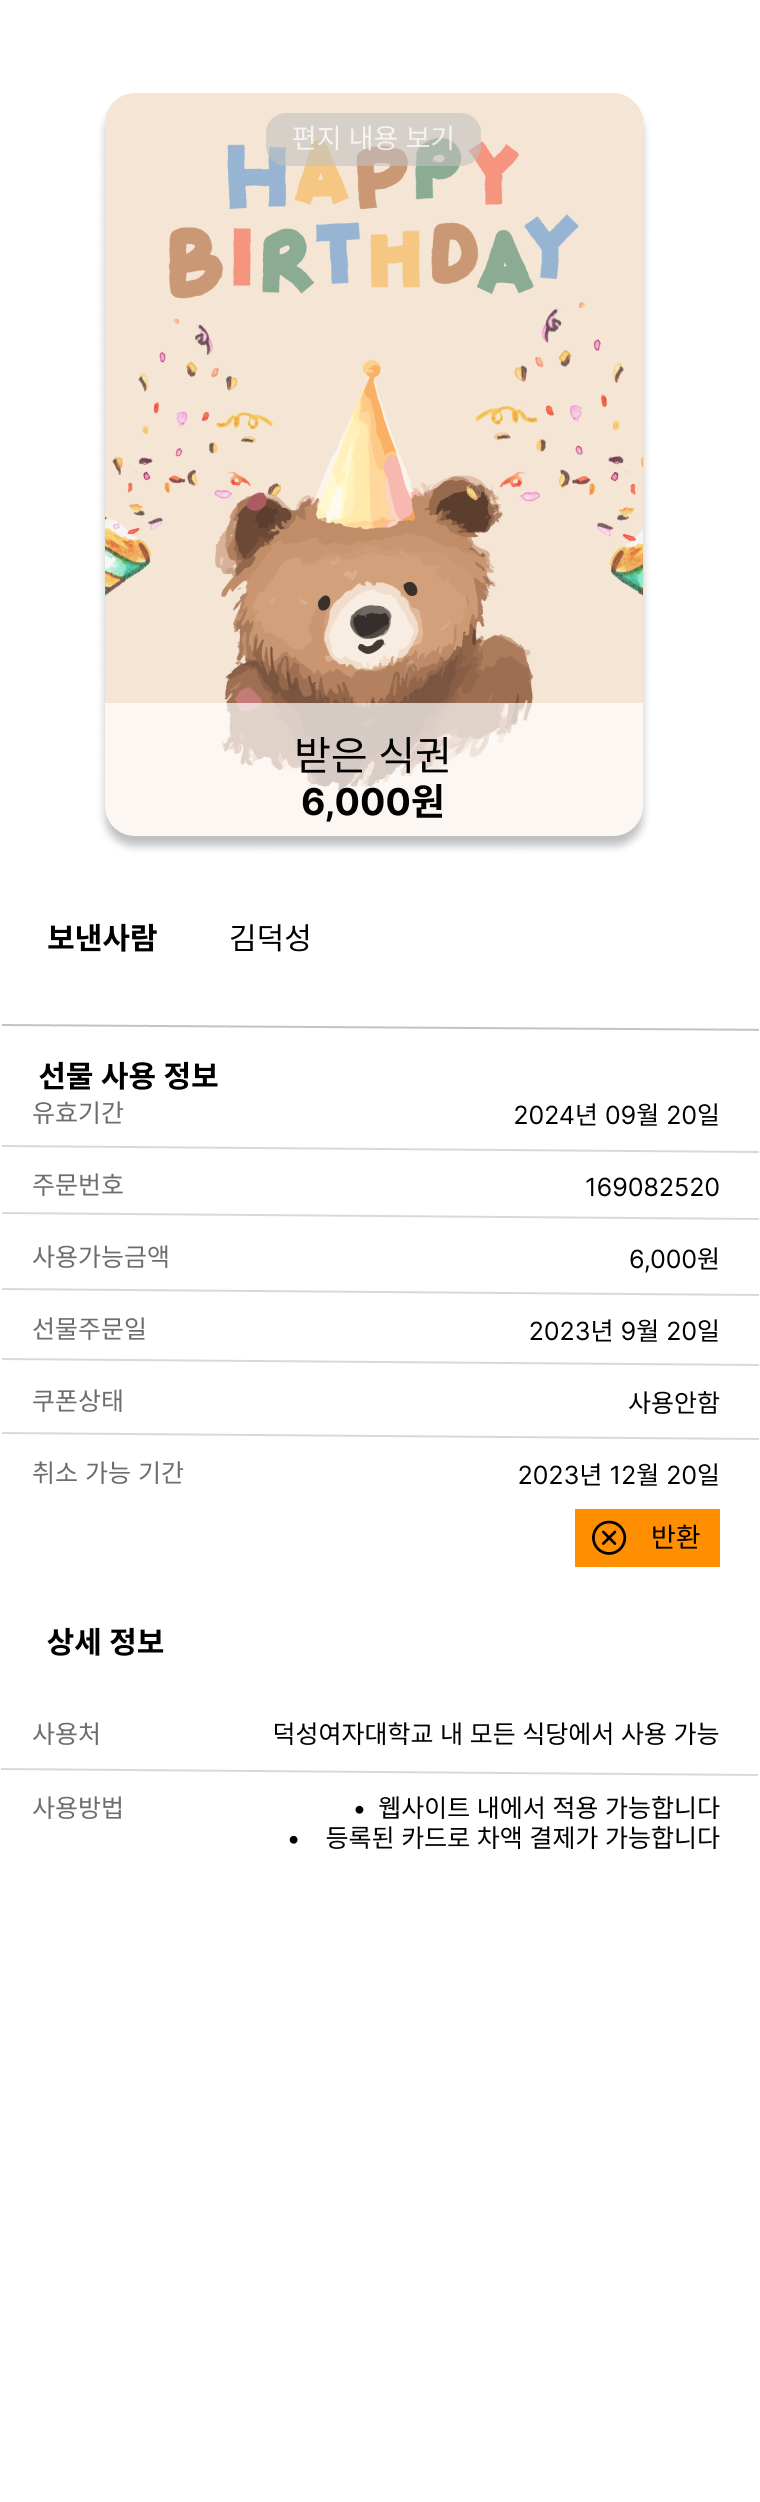 편지 내용 보기
HAPPY
BIRTHDAY
받은 식권
6,000원
보낸사람 김덕성
선물 사용 정보
유효기간 2024년 09월 20일
주문번호 169082520
사용가능금액 6,000원
선물주문일 2023년 9월 20일
쿠폰상태 사용안함
취소 가능 기간 2023년 12월 20일
반환
상세 정보
사용처 덕성여자대학교 내 모든 식당에서 사용 가능
사용방법 • 웹사이트 내에서 적용 가능합니다
• 등록된 카드로 차액 결제가 가능합니다